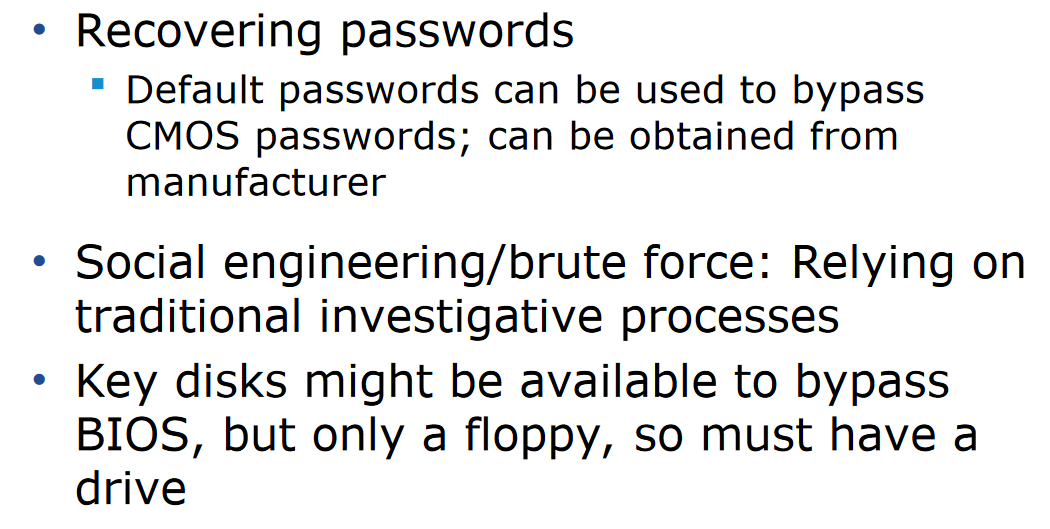 • Recovering passwords
▪ Default passwords can be used to bypass
CMOS passwords; can be obtained from
manufacturer
• Social engineering/brute force: Relying on
traditional investigative processes
• Key disks might be available to bypass
BIOS, but only a floppy, so must have a
drive